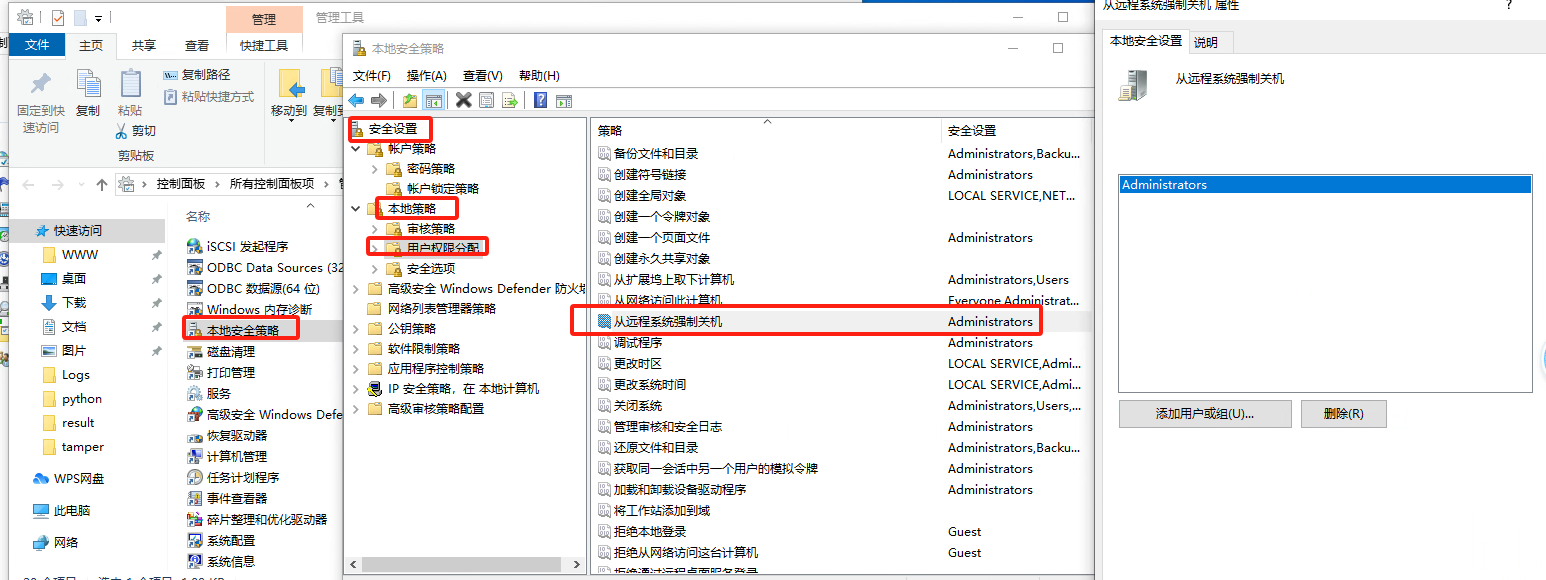 管理
管理工具
文件
主页
共享
查看
快捷工具
固定到快
速访问
复制
粘贴
复制路径
粘贴快捷方式
剪切
剪贴板
移动到
复制到
控制面板
所有控制面板项
快速访问
WWW
桌面
下载
文档
图片
Logs
python
result
tamper
WPS网盘
此电脑
网络
名称
iSCSI 发起程序
ODBC Data Sources (32
ODBC 数据源(64 位)
Windows 内存诊断
本地安全策略
磁盘清理
打印管理
服务
高级安全 Windows Defe
恢复驱动器
计算机管理
任务计划程序
事件查看器
碎片整理和优化驱动器
系统配置
系统信息
本地安全策略
文件(F)
操作(A)
查看(V)
帮助(H)
安全设置
帐户策略
密码策略
帐户锁定策略
本地策略
审核策略
用户权限分配
安全选项
高级安全 Windows Defender 防火墙
网络列表管理器策略
公钥策略
软件限制策略
应用程序控制策略
IP 安全策略，在 本地计算机
高级审核策略配置
策略
安全设置
备份文件和目录
Administrators,Backu...
创建符号链接
Administrators
创建全局对象
LOCAL SERVICE,NET...
创建一个令牌对象
创建一个页面文件
Administrators
创建永久共享对象
从扩展坞上取下计算机
Administrators,Users
从网络访问此计算机
Everyone,Administrat...
从远程系统强制关机
Administrators
调试程序
Administrators
更改时区
LOCAL SERVICE,Admi...
更改系统时间
LOCAL SERVICE,Admi...
关闭系统
Administrators,Users,...
管理审核和安全日志
Administrators
还原文件和目录
Administrators,Backu...
获取同一会话中另一个用户的模拟令牌
Administrators
加载和卸载设备驱动程序
Administrators
将工作站添加到域
拒绝本地登录
Guest
拒绝从网络访问这台计算机
Guest
拒绝通过远程桌面服务登录
从远程系统强制关机 属性
?
本地安全设置
说明
从远程系统强制关机
Administrators
添加用户或组(U)...
删除(R)